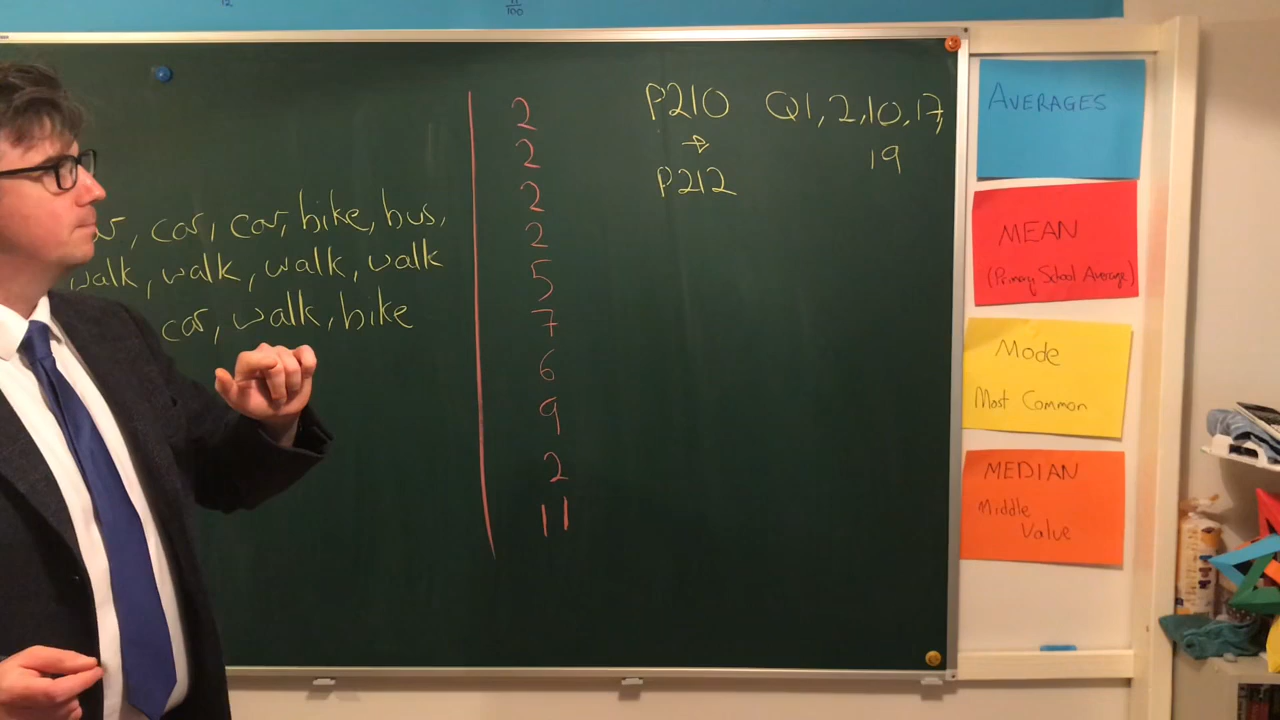 12
100
car, car, bike, bus,
walk, walk, walk, walk
car, walk, bike
2
2
2
2
5
7
6
9
2
11
P210 Q1, 2, 10, 17,
→ 19
P212
AVERAGES
MEAN
(Primary School Average)
Mode
Most Common
MEDIAN
Middle
Value